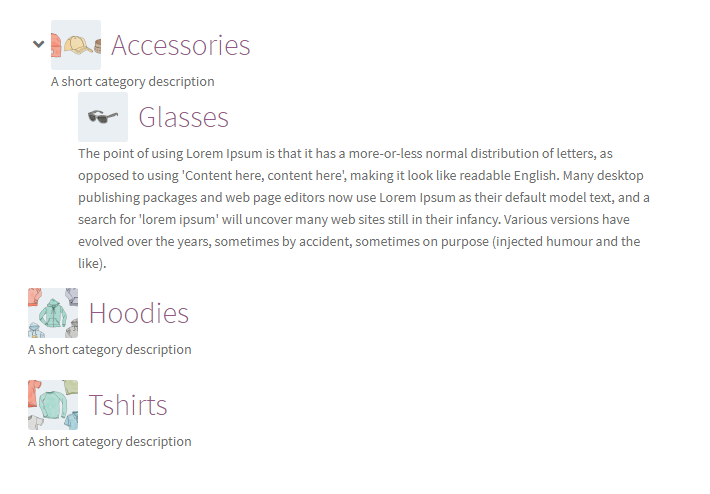 Accessories
A short category description
Glasses
The point of using Lorem Ipsum is that it has a more-or-less normal distribution of letters, as
opposed to using 'Content here, content here', making it look like readable English. Many desktop
publishing packages and web page editors now use Lorem Ipsum as their default model text, and a
search for 'lorem ipsum' will uncover many web sites still in their infancy. Various versions have
evolved over the years, sometimes by accident, sometimes on purpose (injected humour and the
like).
Hoodies
A short category description
Tshirts
A short category description